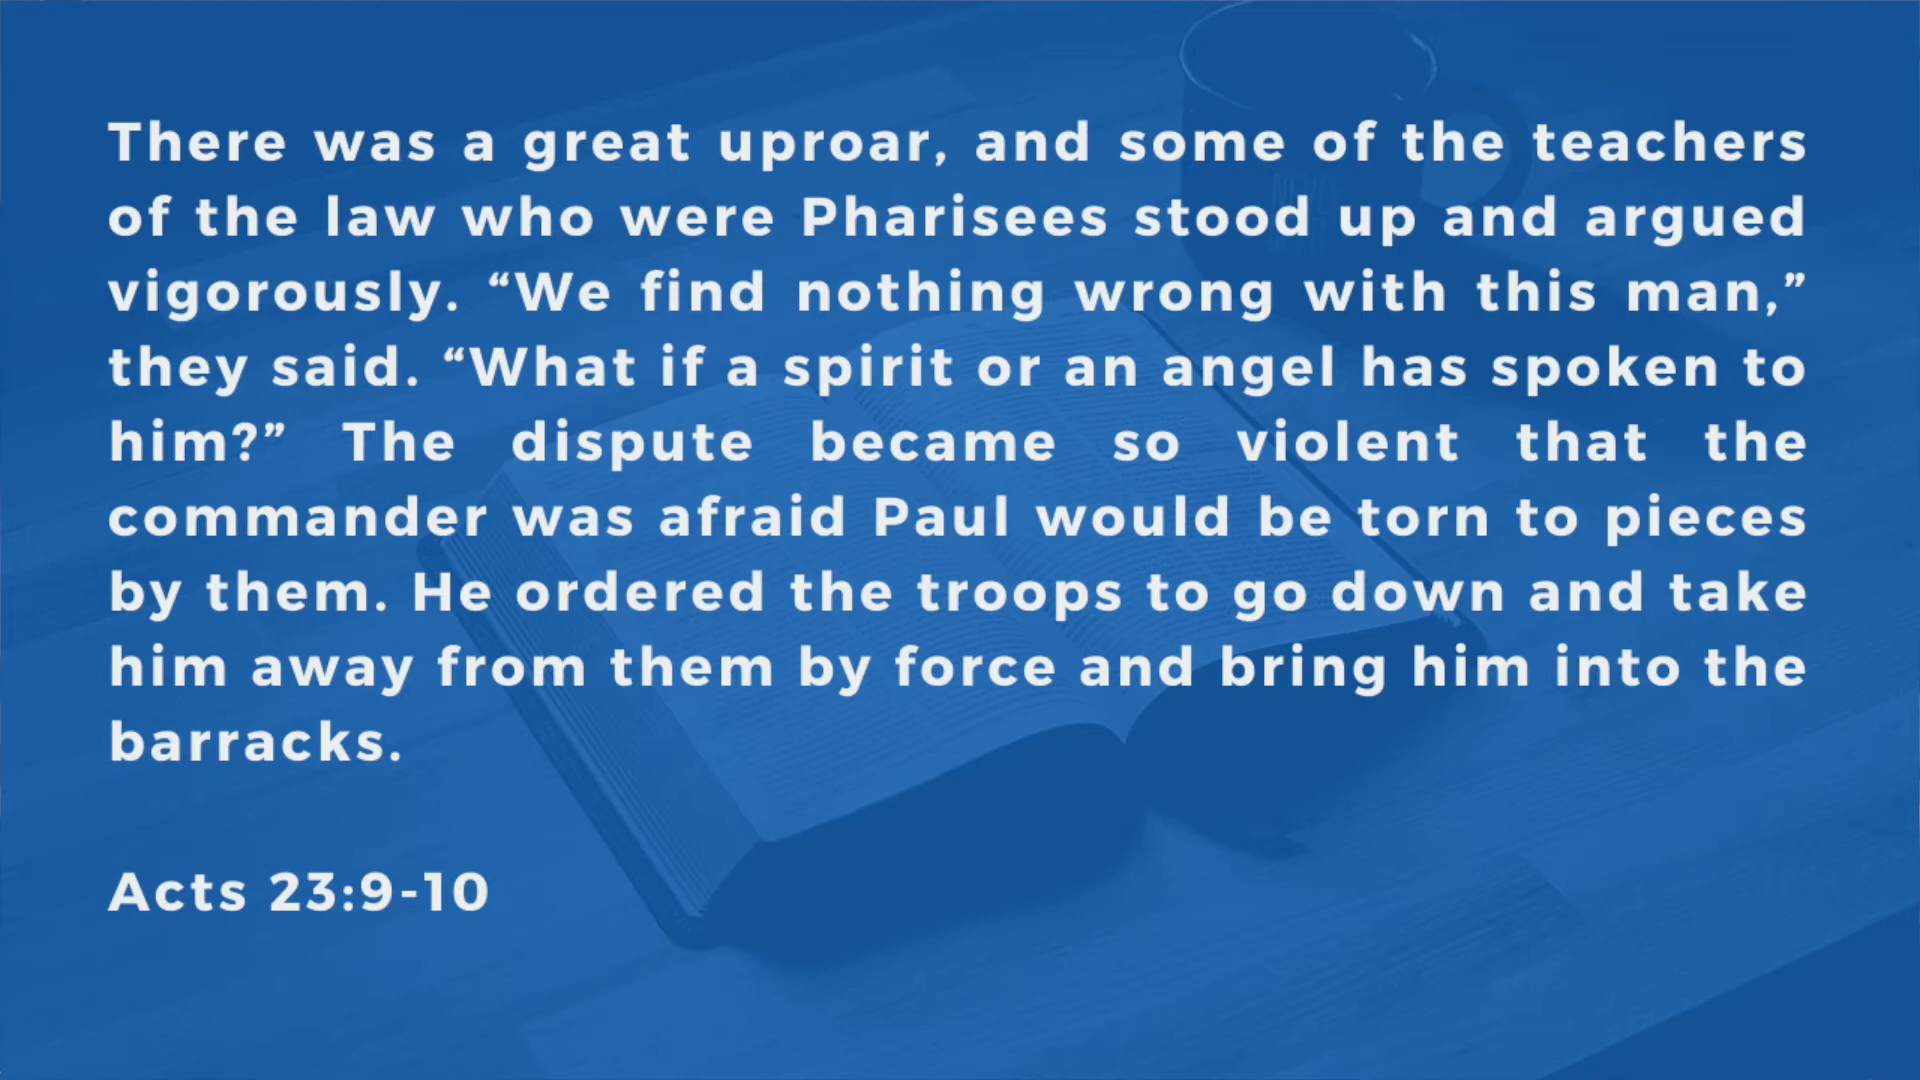 There was a great uproar, and some of the teachers
of the law who were Pharisees stood up and argued
vigorously. “We find nothing wrong with this man,”
they said. “What if a spirit or an angel has spoken to
him?” The dispute became so violent that the
commander was afraid Paul would be torn to pieces
by them. He ordered the troops to go down and take
him away from them by force and bring him into the
barracks.
Acts 23:9-10